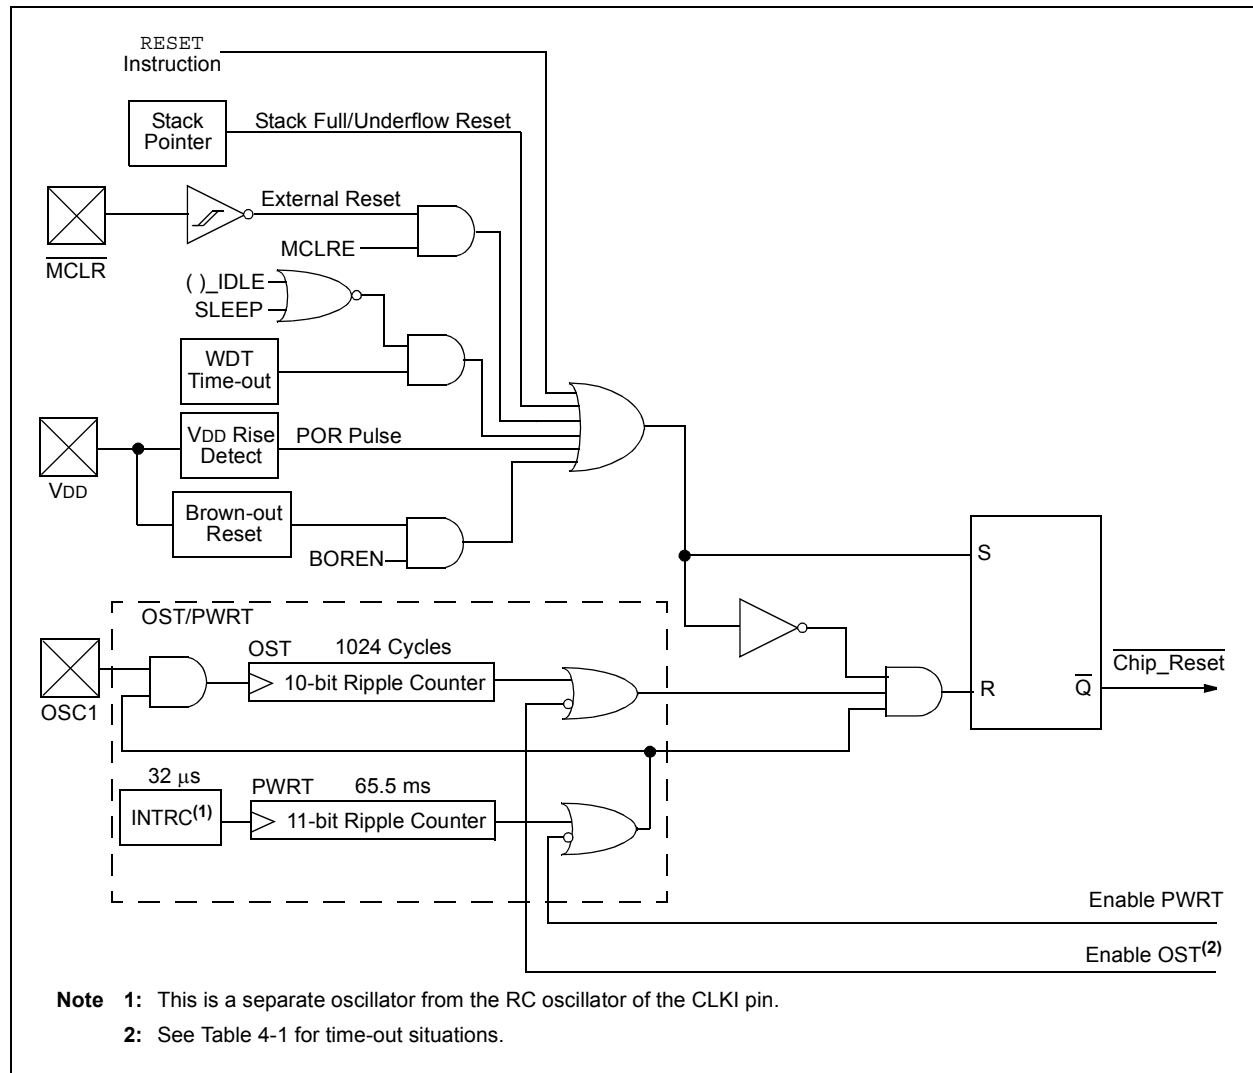 RESET
Instruction
Stack
Pointer
Stack Full/Underflow Reset
External Reset
MCLRE
MCLR
( )_IDLE
SLEEP
WDT
Time-out
VDD Rise
Detect
POR Pulse
VDD
Brown-out
Reset
BOREN
S
OST/PWRT
OST
1024 Cycles
10-bit Ripple Counter
OSC1
Chip_Reset
R
Q
32 μs
INTRC(1)
PWRT
65.5 ms
11-bit Ripple Counter
Enable PWRT
Enable OST(2)
Note 1: This is a separate oscillator from the RC oscillator of the CLKI pin.
2: See Table 4-1 for time-out situations.